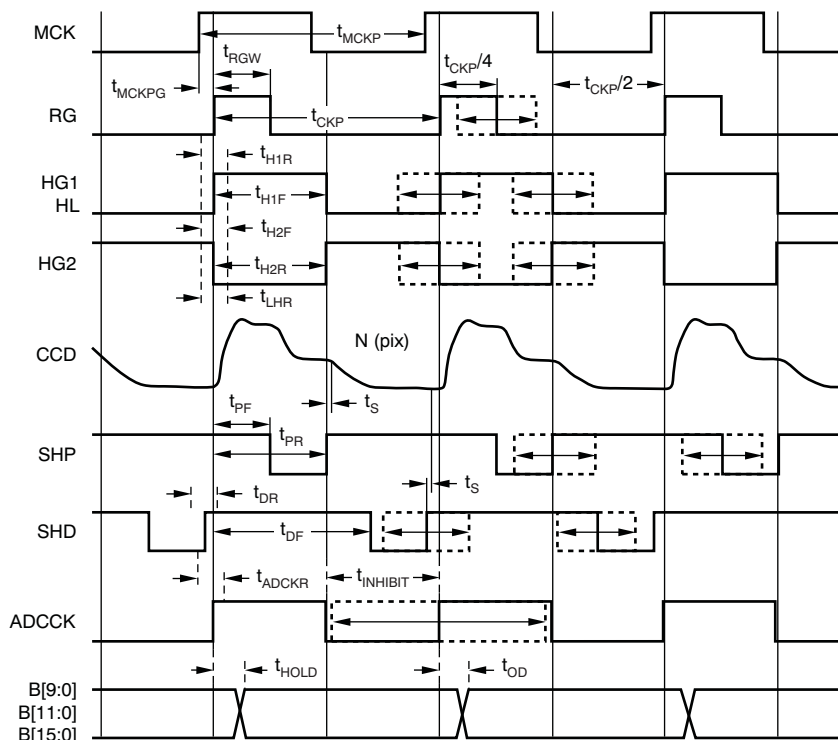 MCK
tMCKP
tRGW
tCKP/4
tCKP/2
tMCKPG
RG
tCKP
tH1R
HG1
HL
tH1F
tH2F
HG2
tH2R
tLHR
CCD
N (pix)
tPF
tS
tPR
SHP
tS
tDR
SHD
tDF
tADCKR
tINHIBIT
ADCCK
tHOLD
tOD
B[9:0]
B[11:0]
B[15:0]